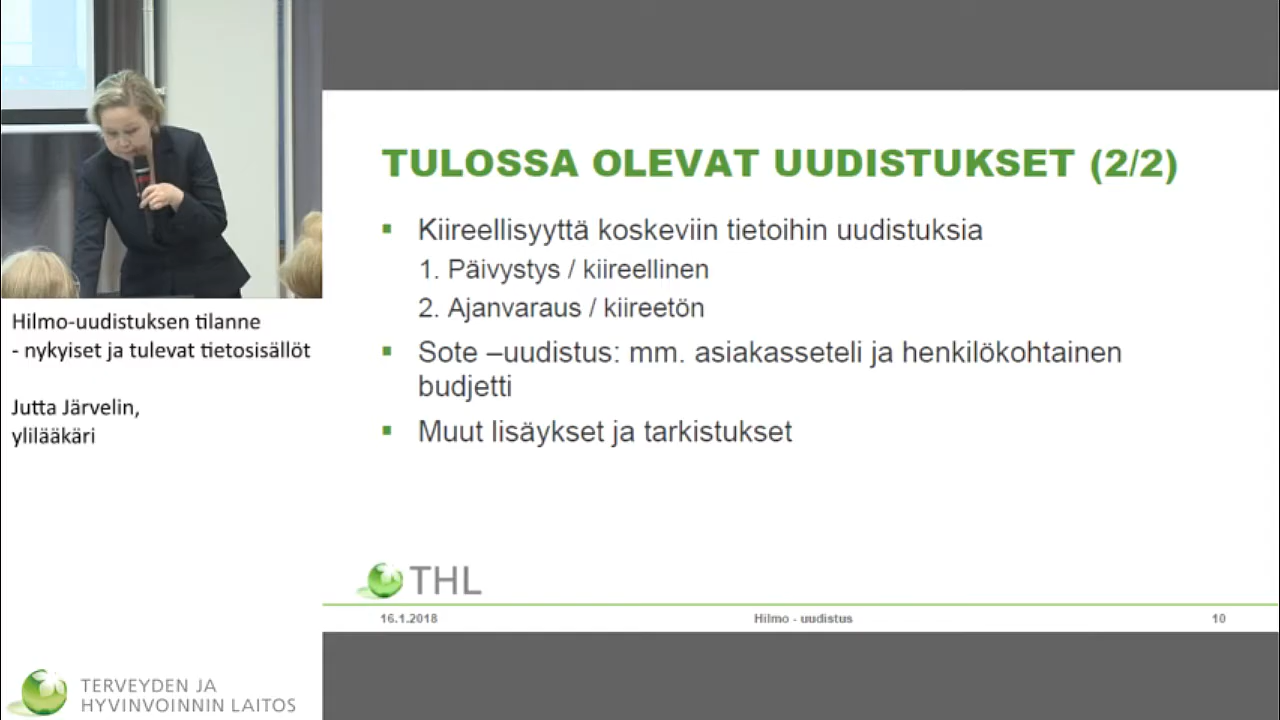 TULOSSA OLEVAT UUDISTUKSET (2/2)
▪ Kiireellisyyttä koskeviin tietoihin uudistuksia
1. Päivystys / kiireellinen
2. Ajanvaraus / kiireetön
▪ Sote –uudistus: mm. asiakasseteli ja henkilökohtainen
budjetti
▪ Muut lisäykset ja tarkistukset
THL
16.1.2018
Hilmo - uudistus
10
Hilmo-uudistuksen tilanne
- nykyiset ja tulevat tietosisällöt
Jutta Järvelin,
ylilääkäri
TERVEYDEN JA
HYVINVOINNIN LAITOS